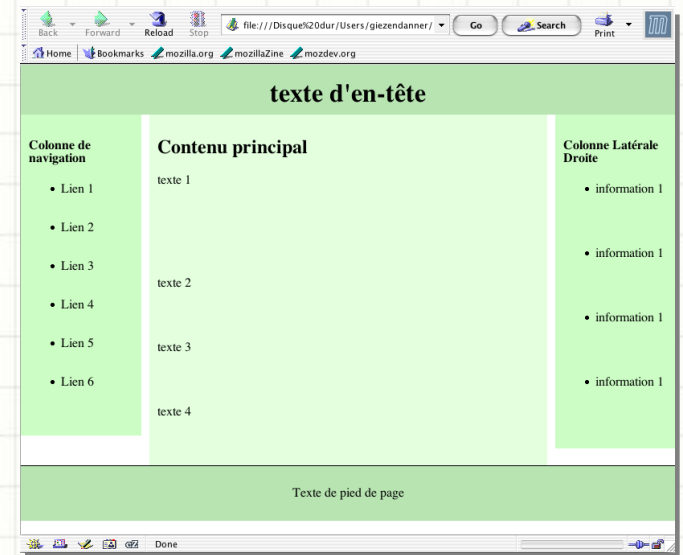 Back
Forward
Reload
Stop
file:///Disque%20dur/Users/giezendanner/
Go
Search
Print
Home
Bookmarks
mozilla.org
mozillaZine
mozdev.org
texte d'en-tête
Colonne de
navigation
• Lien 1
• Lien 2
• Lien 3
• Lien 4
• Lien 5
• Lien 6
Contenu principal
texte 1
texte 2
texte 3
texte 4
Colonne Latérale
Droite
• information 1
• information 1
• information 1
• information 1
Texte de pied de page
Done